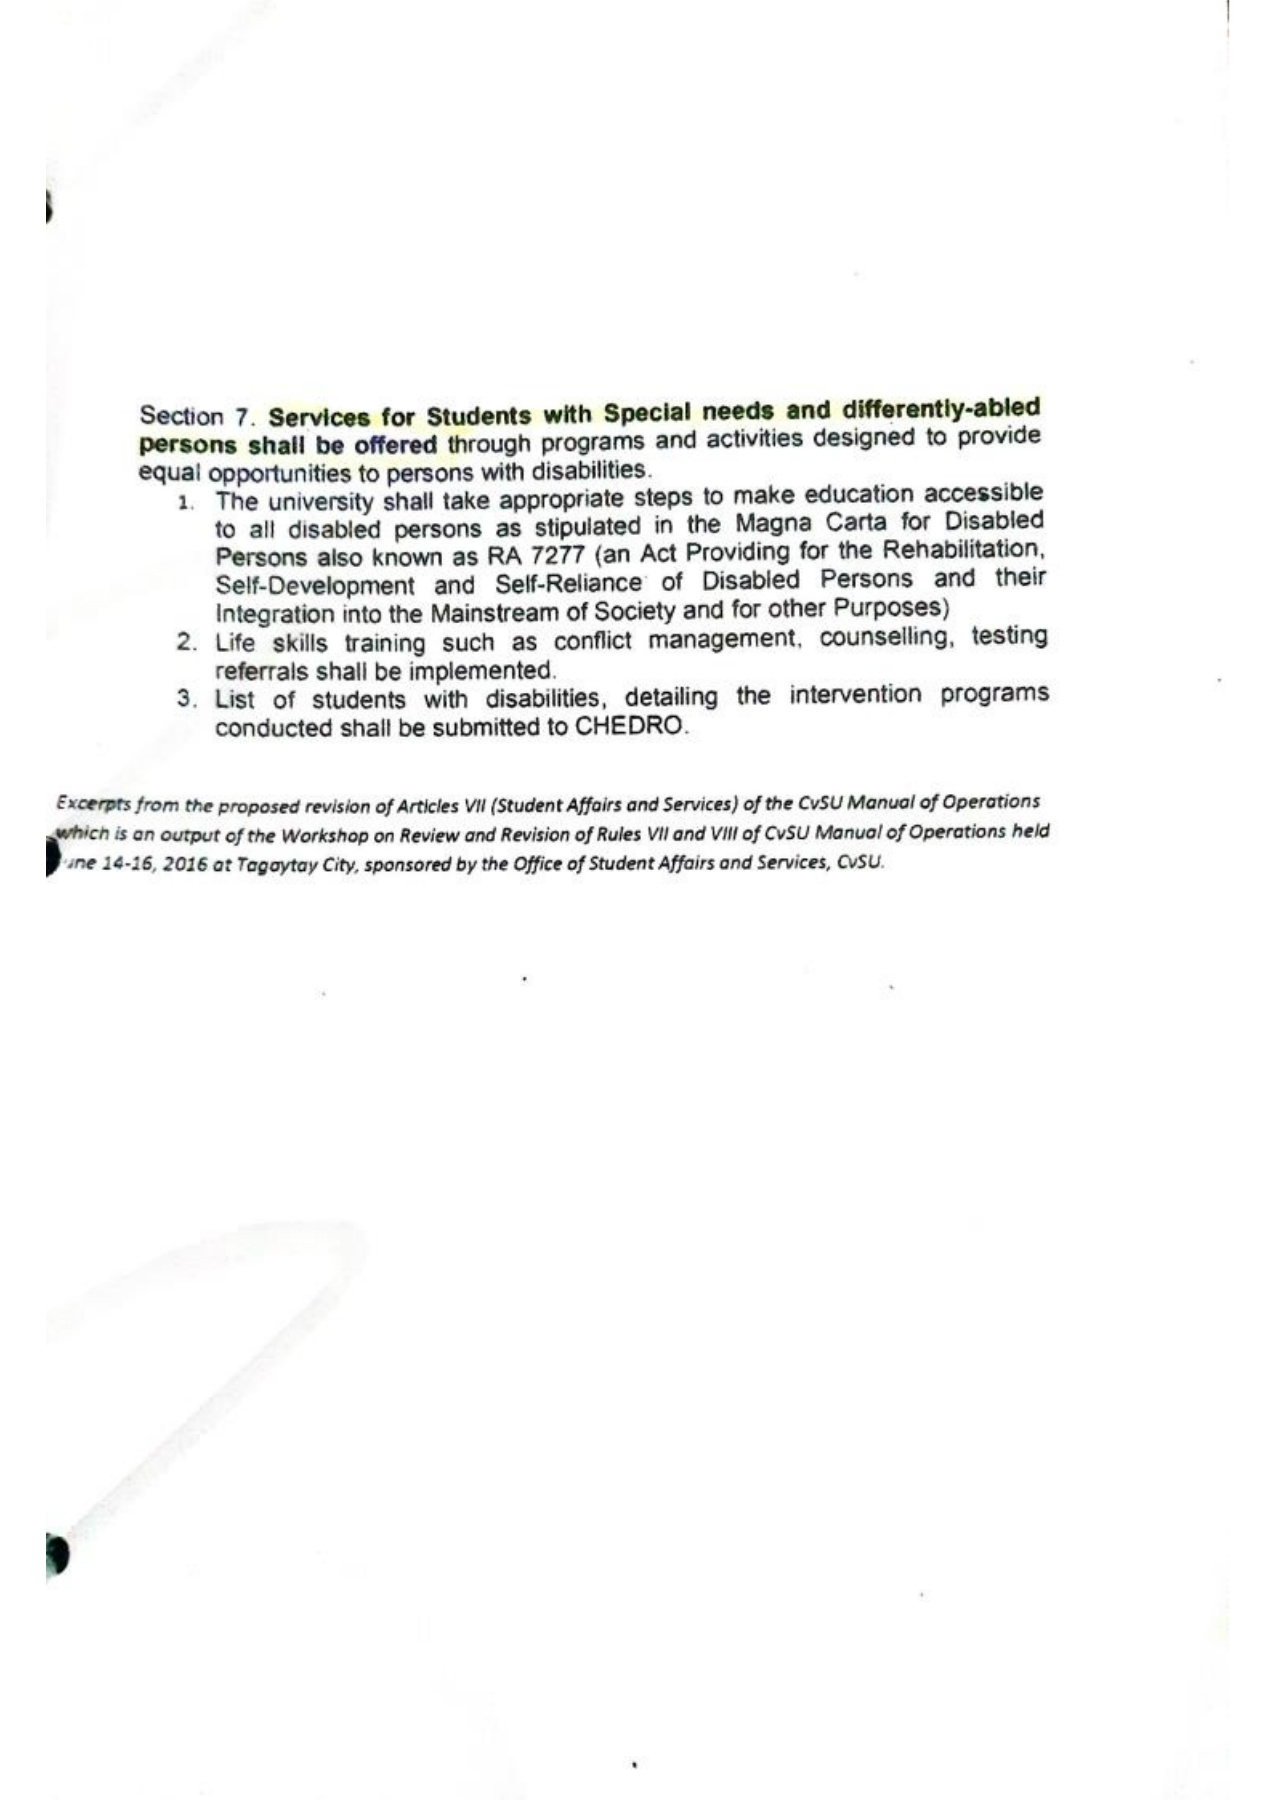 Section 7. Services for Students with Special needs and differently-abled
persons shall be offered through programs and activities designed to provide
equal opportunities to persons with disabilities.
1. The university shall take appropriate steps to make education accessible
to all disabled persons as stipulated in the Magna Carta for Disabled
Persons also known as RA 7277 (an Act Providing for the Rehabilitation,
Self-Development and Self-Reliance of Disabled Persons and their
Integration into the Mainstream of Society and for other Purposes)
2. Life skills training such as conflict management, counselling, testing
referrals shall be implemented.
3. List of students with disabilities, detailing the intervention programs
conducted shall be submitted to CHEDRO.
Excerpts from the proposed revision of Articles VII (Student Affairs and Services) of the CvSU Manual of Operations
which is an output of the Workshop on Review and Revision of Rules VII and VIII of CvSU Manual of Operations held
June 14-16, 2016 at Tagaytay City, sponsored by the Office of Student Affairs and Services, CvSU.